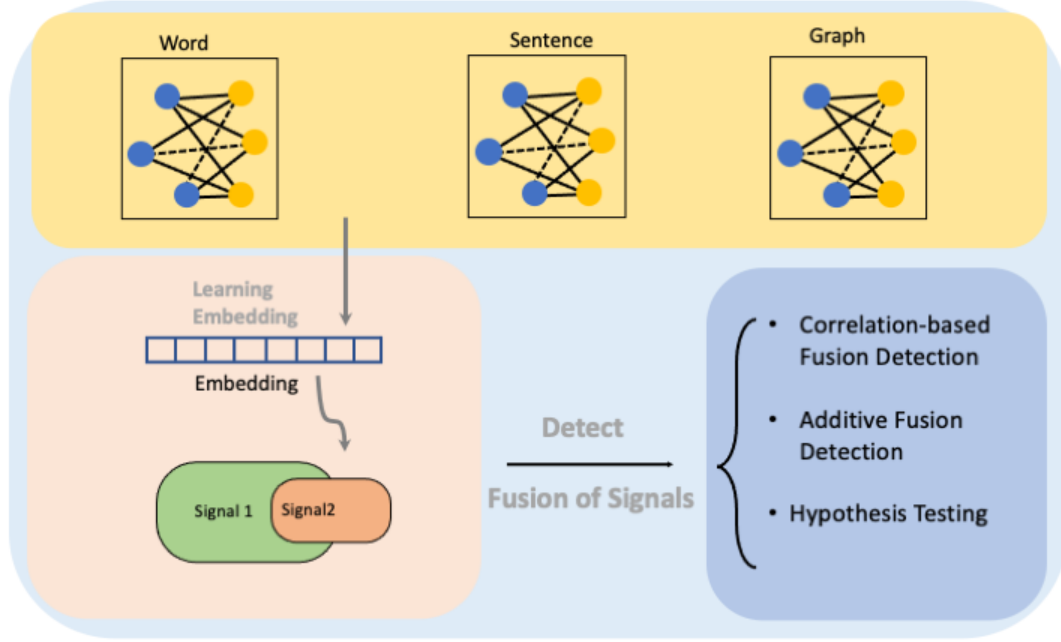 Word
Sentence
Graph
Learning
Embedding
Embedding
Signal 1
Signal2
Detect
Fusion of Signals
• Correlation-based
Fusion Detection
• Additive Fusion
Detection
• Hypothesis Testing